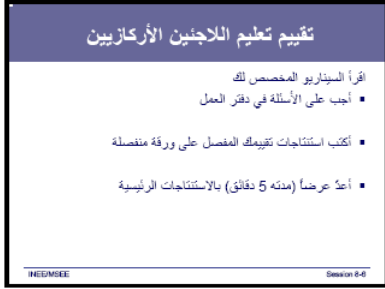 تقييم تعليم اللاجئين الأركازيين
اقرأ السيناريو المخصص لك
▪ أجب على الأسئلة في دفتر العمل
▪ أكتب استنتاجات تقييمك المفصل على ورقة منفصلة
▪ أعدّ عرضاً (مدته 5 دقائق) بالاستنتاجات الرئيسية
INEE/MSEE
Session 8-6